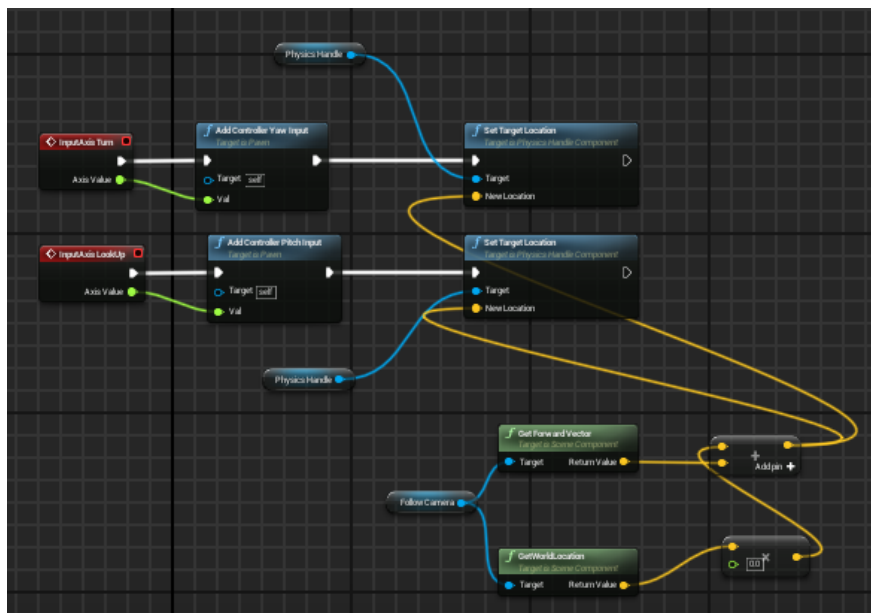 Physics Handle
InputAxis Turn
Axis Value
Add Controller Yaw Input
Target is Pawn
Target self
Val
Set Target Location
Target is Physics Handle Component
Target
New Location
InputAxis LookUp
Axis Value
Add Controller Pitch Input
Target is Pawn
Target self
Val
Set Target Location
Target is Physics Handle Component
Target
New Location
Physics Handle
Get Forward Vector
Target is Scene Component
Target Return Value
+
Add pin +
Follow Camera
GetWorldLocation
Target is Scene Component
Target Return Value
×
0.0